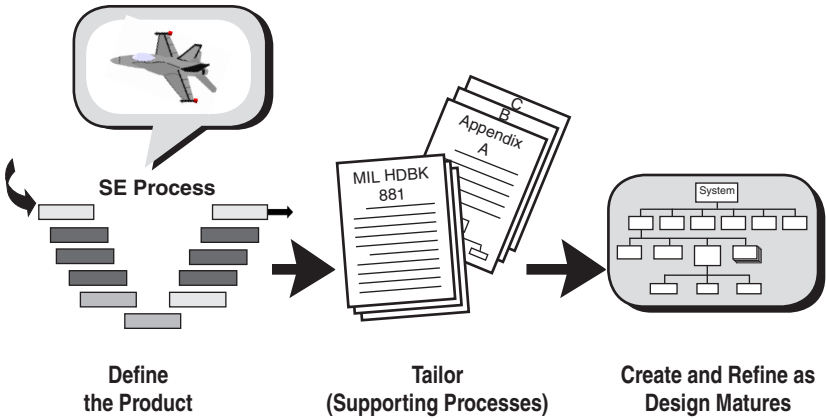 SE Process
MIL HDBK
881
C
B
Appendix
A
System
Define
the Product
Tailor
(Supporting Processes)
Create and Refine as
Design Matures